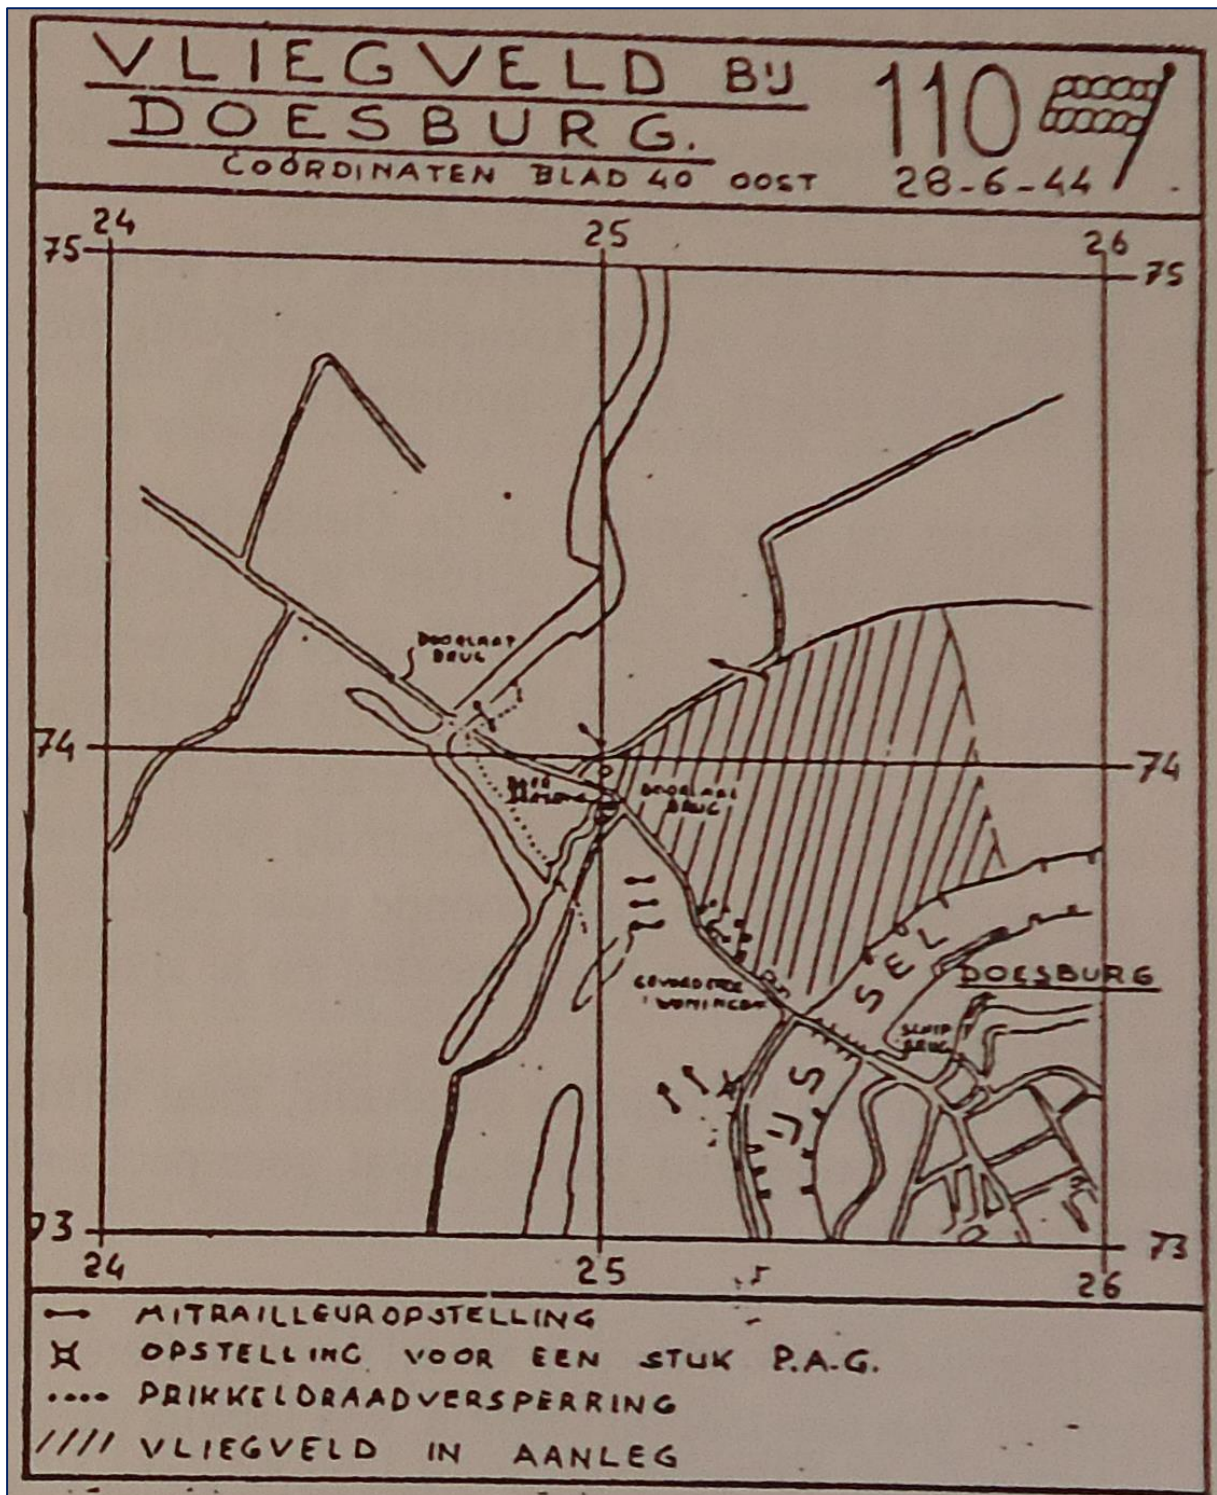 VLIEGVELD BIJ
DOESBURG.
COÖRDINATEN BLAD 40 OOST
110
28-6-44
24
25
26
75
75
DOORLAAT
BRUG
74
74
DOORLAAT
BRUG
SEL
DOESBURG
WONINGEN
SCHIP
BRUG
IJS
73
73
24
25
26
MITRAILLEUROPSTELLING
OPSTELLING VOOR EEN STUK P.A.G.
PRIKKELDRAADVERSPERRING
VLIEGVELD IN AANLEG